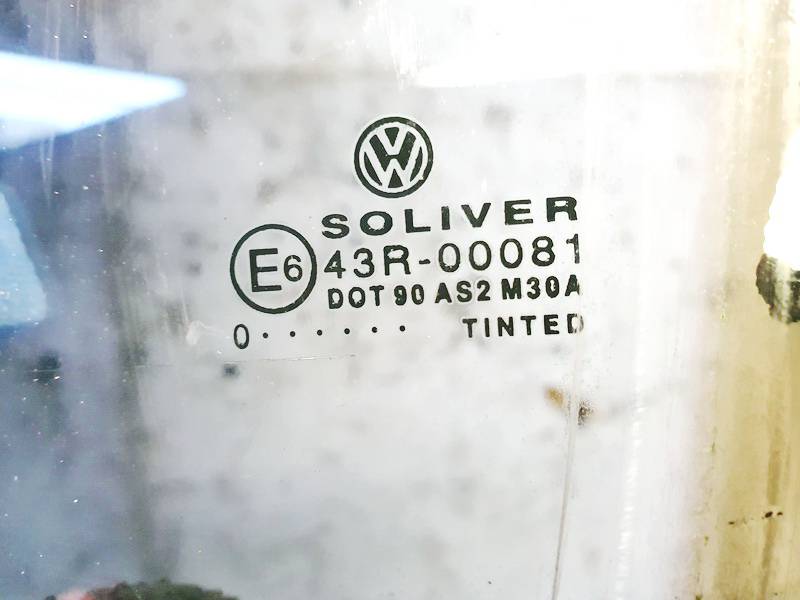 SOLIVER
E6 43R-00081
DOT 90 AS2 M30A
0 · · · · · · TINTED